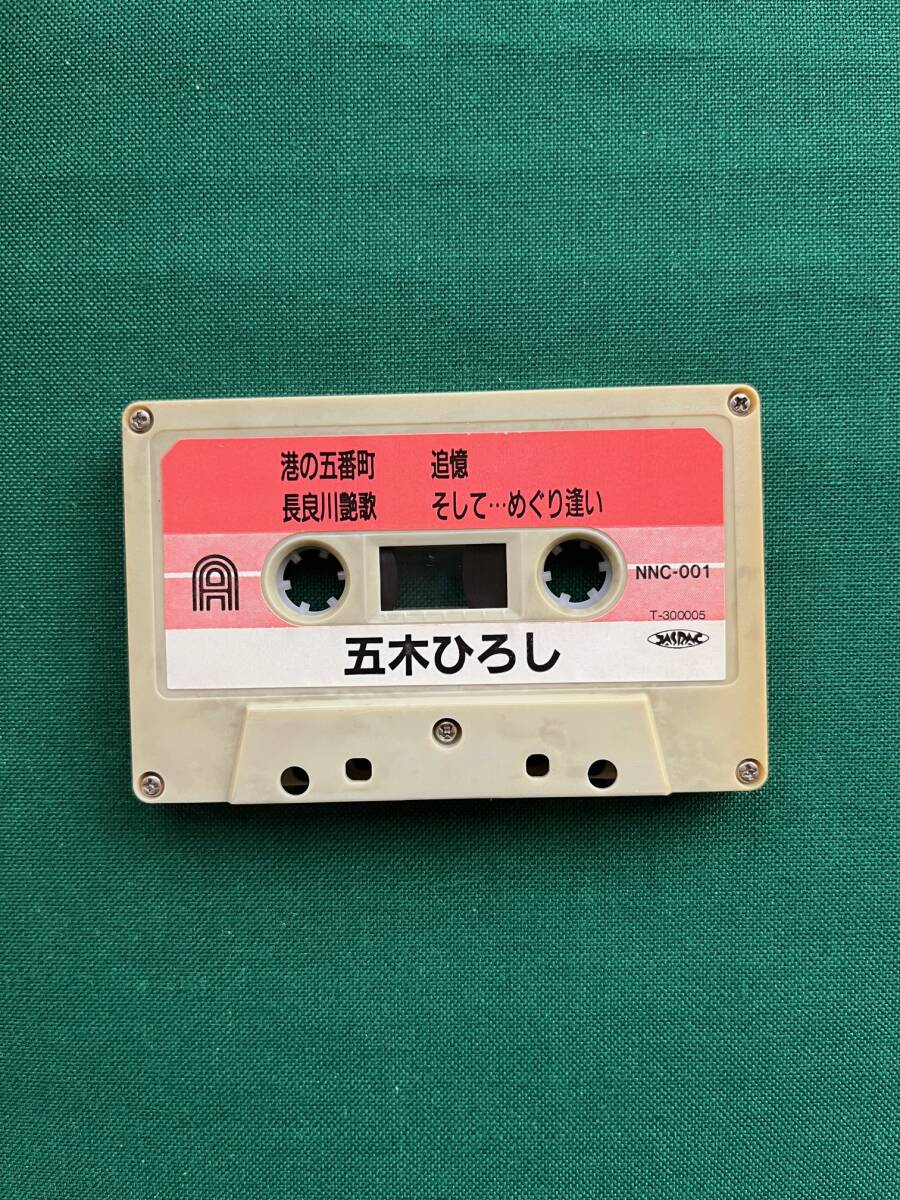 港の五番町 追憶
長良川艶歌 そして…めぐり逢い
A
NNC-001
T-300005
JASRAC
五木ひろし